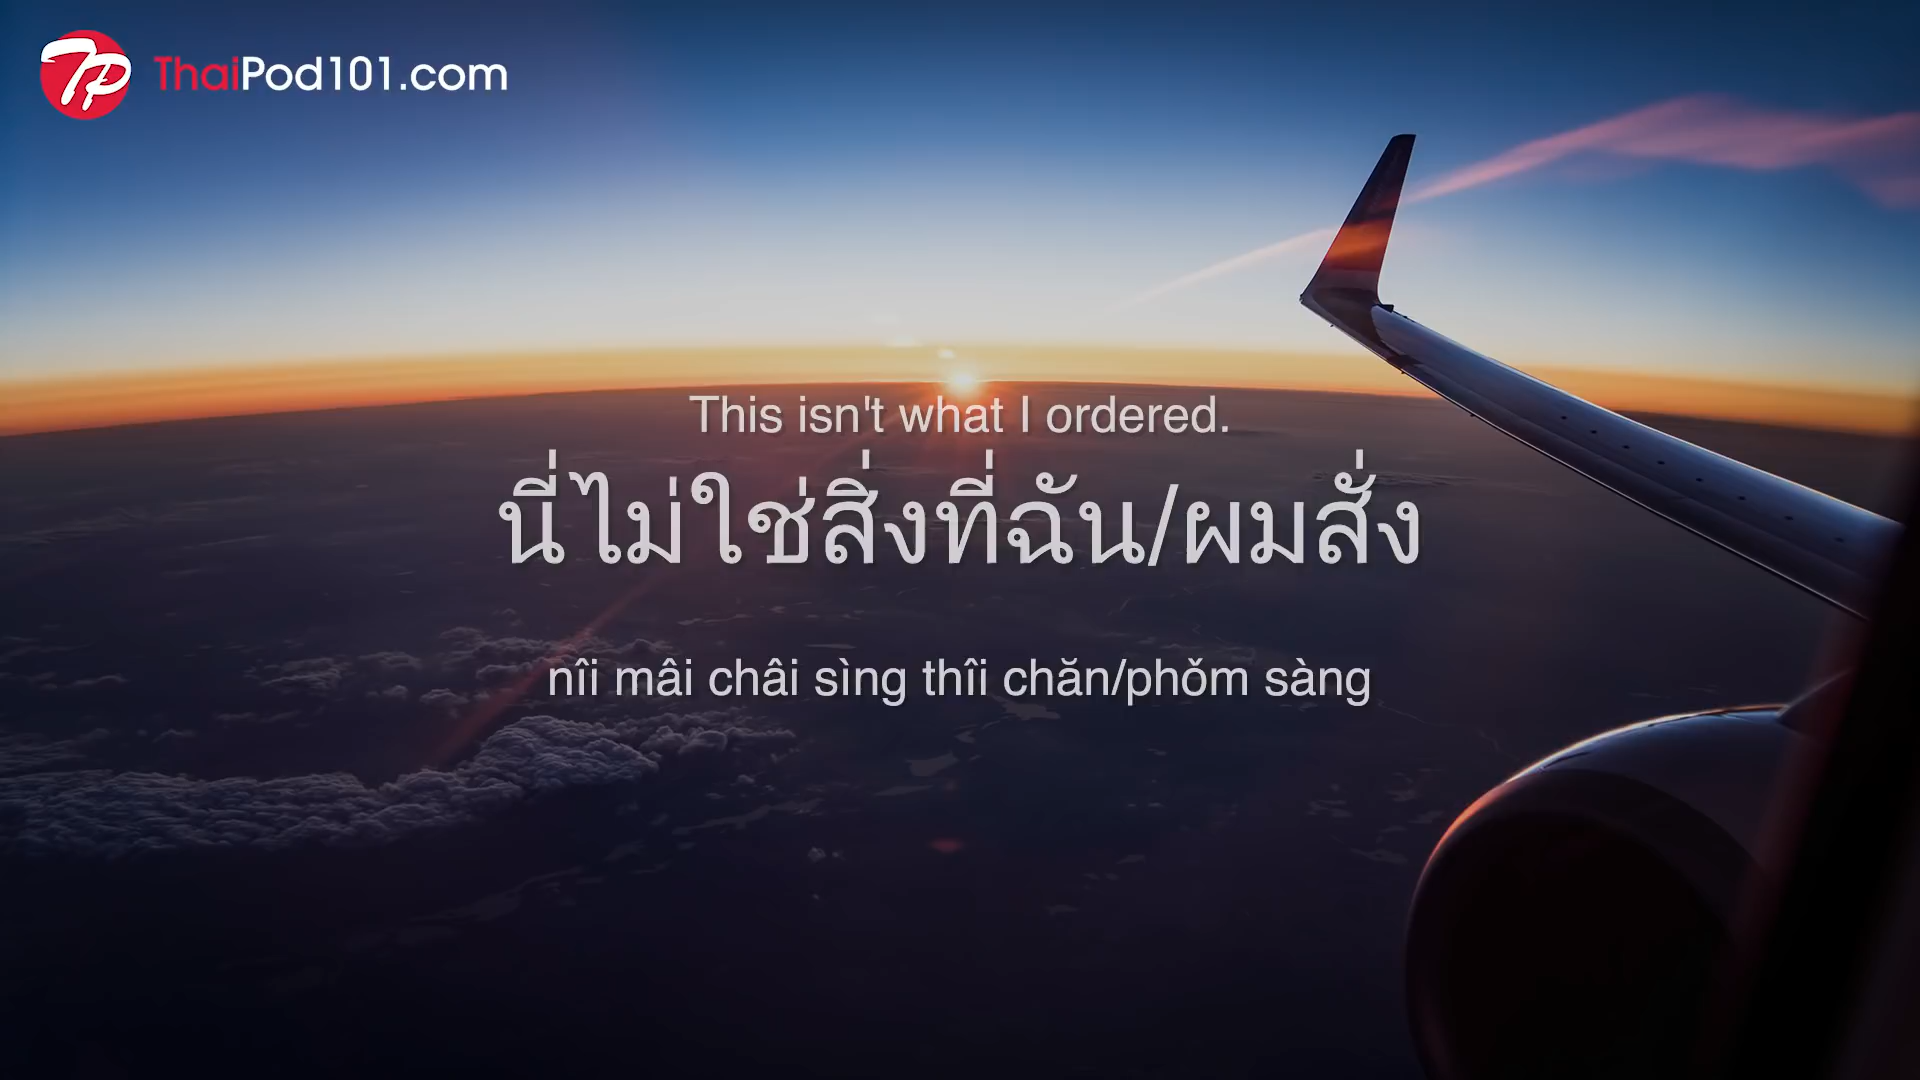 ThaiPod101.com
This isn't what I ordered.
นี่ไม่ใช่สิ่งที่ฉัน/ผมสั่ง
nîi mâi châi sìng thîi chăn/phǒm sàng